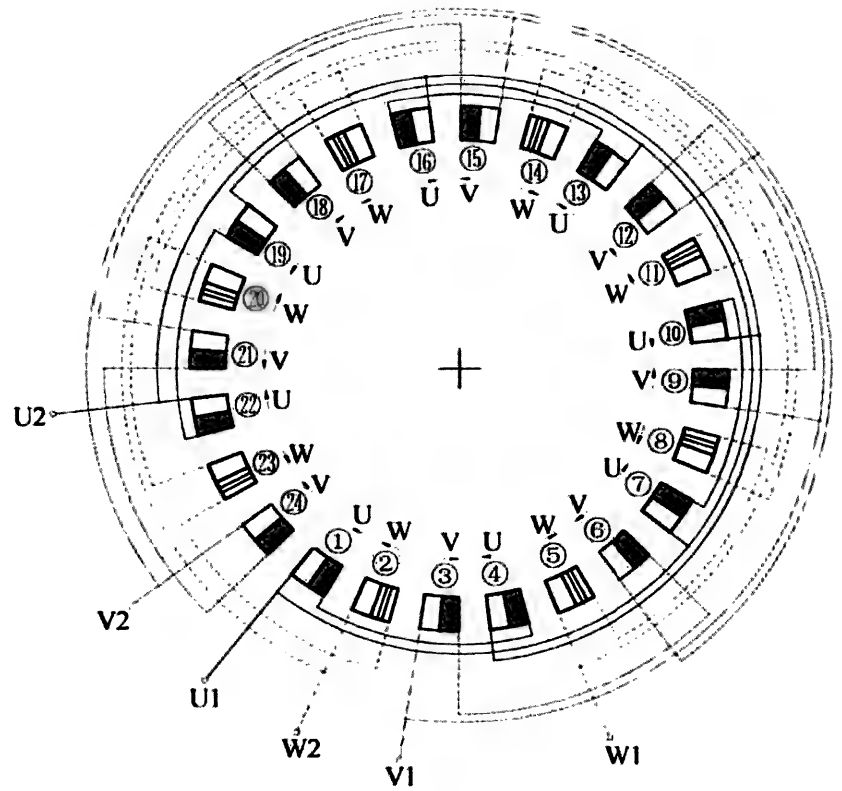 ⑯ ⑮
⑰ ⑭
⑱ ⑬
U V
W W
V U
⑲ ⑫
U V
⑳ ⑪
W W
㉑ ⑩
V U
㉒ ⑨
U V
U2
㉓ ⑧
W W
㉔ ⑦
V U
① ⑥
U V
② ⑤
W W
③ ④
V U
V2
U1
W2
V1
W1